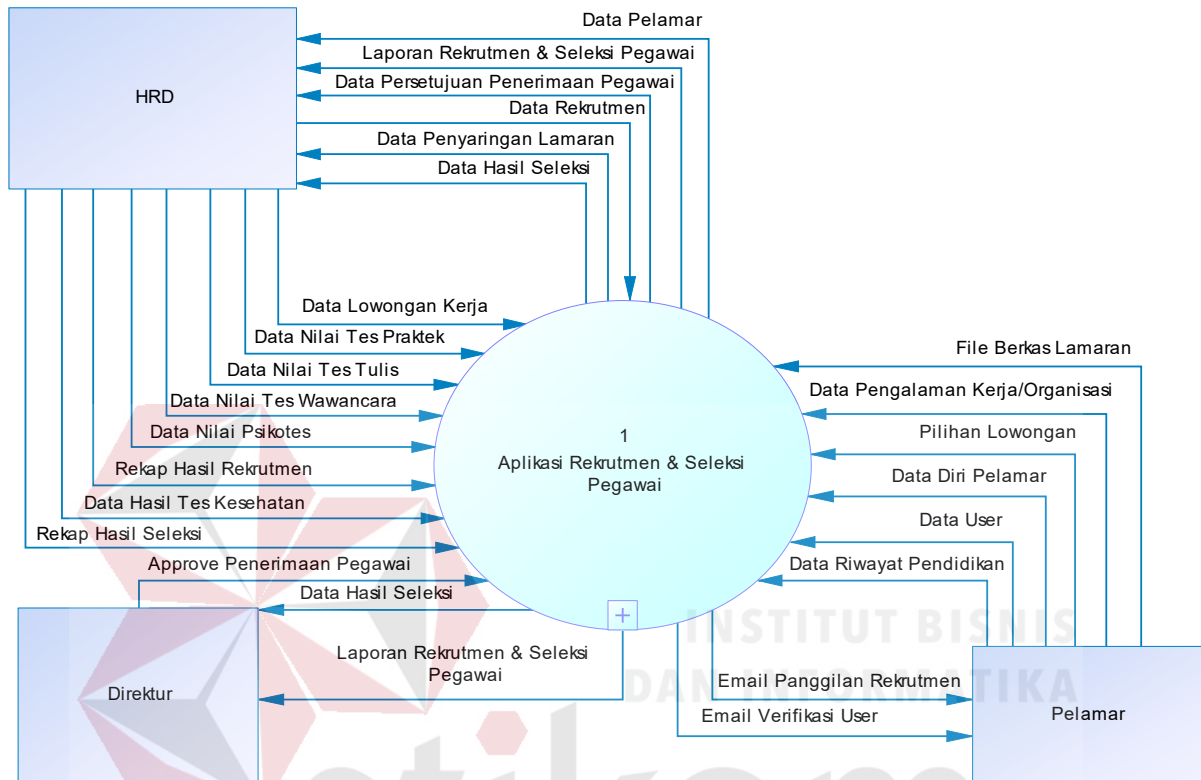 Data Pelamar
Laporan Rekrutmen & Seleksi Pegawai
Data Persetujuan Penerimaan Pegawai
Data Rekrutmen
Data Penyaringan Lamaran
Data Hasil Seleksi
HRD
Data Lowongan Kerja
Data Nilai Tes Praktek
Data Nilai Tes Tulis
Data Nilai Tes Wawancara
Data Nilai Psikotes
Rekap Hasil Rekrutmen
Data Hasil Tes Kesehatan
Rekap Hasil Seleksi
Approve Penerimaan Pegawai
Data Hasil Seleksi
Laporan Rekrutmen & Seleksi
Pegawai
Direktur
1
Aplikasi Rekrutmen & Seleksi
Pegawai
+
File Berkas Lamaran
Data Pengalaman Kerja/Organisasi
Pilihan Lowongan
Data Diri Pelamar
Data User
Data Riwayat Pendidikan
Email Panggilan Rekrutmen
Email Verifikasi User
Pelamar
INSTITUT BISNIS
DAN INFORMATIKA